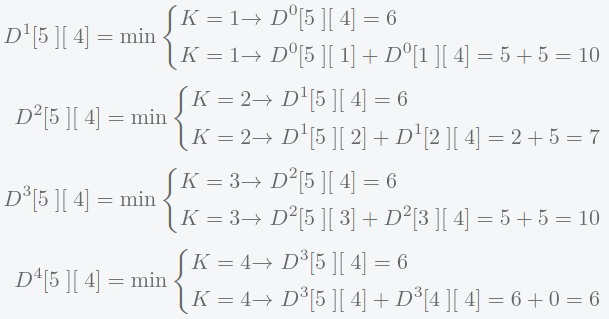 D¹[5 ][ 4] = min { K = 1→ D⁰[5 ][ 4] = 6
K = 1→ D⁰[5 ][ 1] + D⁰[1 ][ 4] = 5 + 5 = 10
D²[5 ][ 4] = min { K = 2→ D¹[5 ][ 4] = 6
K = 2→ D¹[5 ][ 2] + D¹[2 ][ 4] = 2 + 5 = 7
D³[5 ][ 4] = min { K = 3→ D²[5 ][ 4] = 6
K = 3→ D²[5 ][ 3] + D²[3 ][ 4] = 5 + 5 = 10
D⁴[5 ][ 4] = min { K = 4→ D³[5 ][ 4] = 6
K = 4→ D³[5 ][ 4] + D³[4 ][ 4] = 6 + 0 = 6